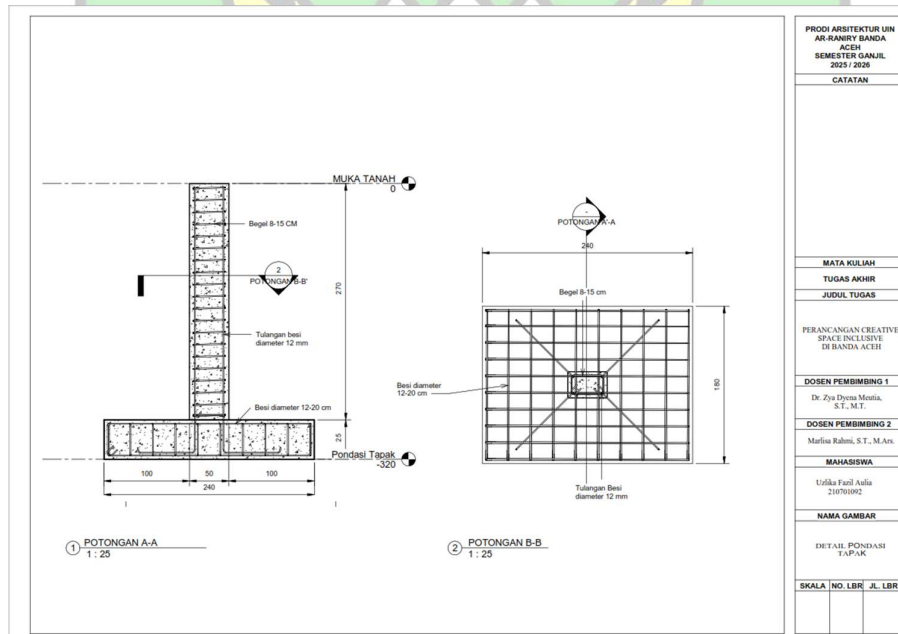 MUKA TANAH
0
Begel 8-15 CM
2
POTONGAN B-B'
270
Tulangan besi
diameter 12 mm
Besi diameter 12-20 cm
25
Pondasi Tapak
-320
100
50
100
240
1
POTONGAN A-A
1 : 25
-
POTONGAN A'-A
240
Begel 8-15 cm
Besi diameter
12-20 cm
180
Tulangan Besi
diameter 12 mm
2
POTONGAN B-B
1 : 25
PRODI ARSITEKTUR UIN
AR-RANIRY BANDA
ACEH
SEMESTER GANJIL
2025 / 2026
CATATAN
MATA KULIAH
TUGAS AKHIR
JUDUL TUGAS
PERANCANGAN CREATIVE
SPACE INCLUSIVE
DI BANDA ACEH
DOSEN PEMBIMBING 1
Dr. Zya Dyena Meutia,
S.T., M.T.
DOSEN PEMBIMBING 2
Marlisa Rahmi, S.T., M.Ars.
MAHASISWA
Uzlika Fazil Aulia
210701092
NAMA GAMBAR
DETAIL PONDASI
TAPAK
SKALA
NO. LBR
JL. LBR